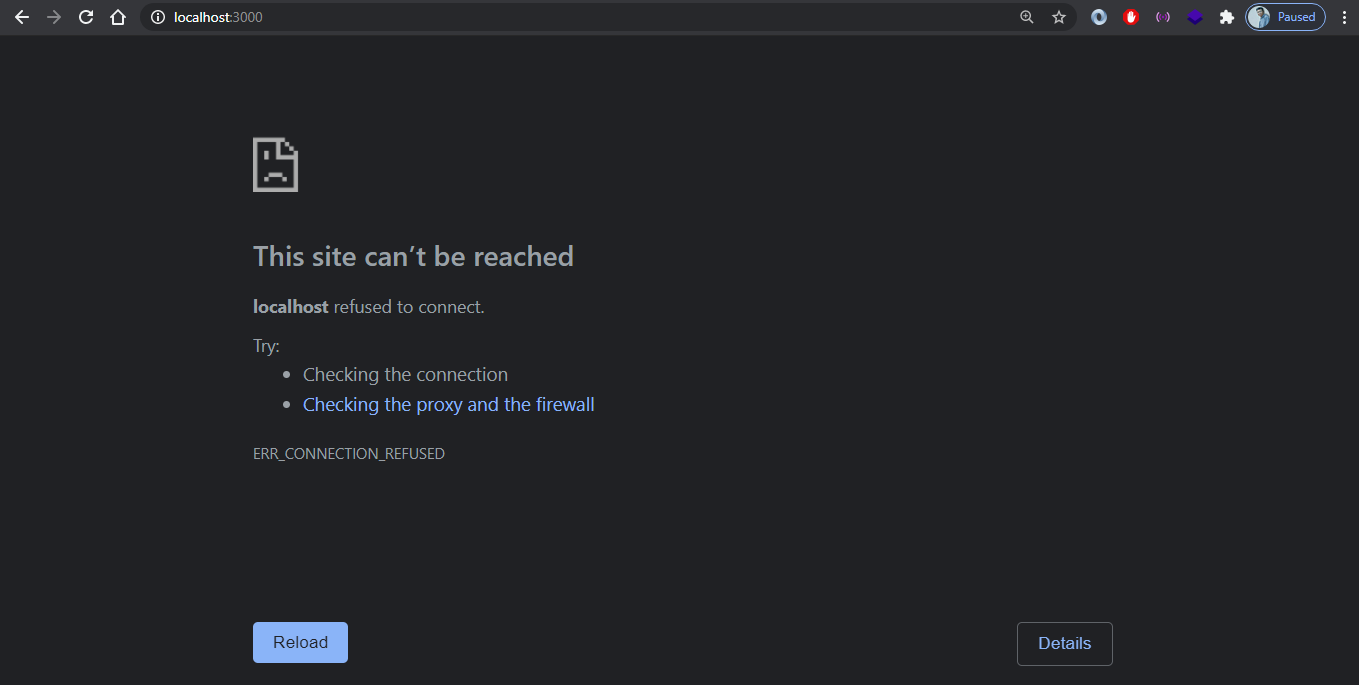 localhost:3000
Paused
This site can’t be reached
localhost refused to connect.
Try:
Checking the connection
Checking the proxy and the firewall
ERR_CONNECTION_REFUSED
Reload
Details